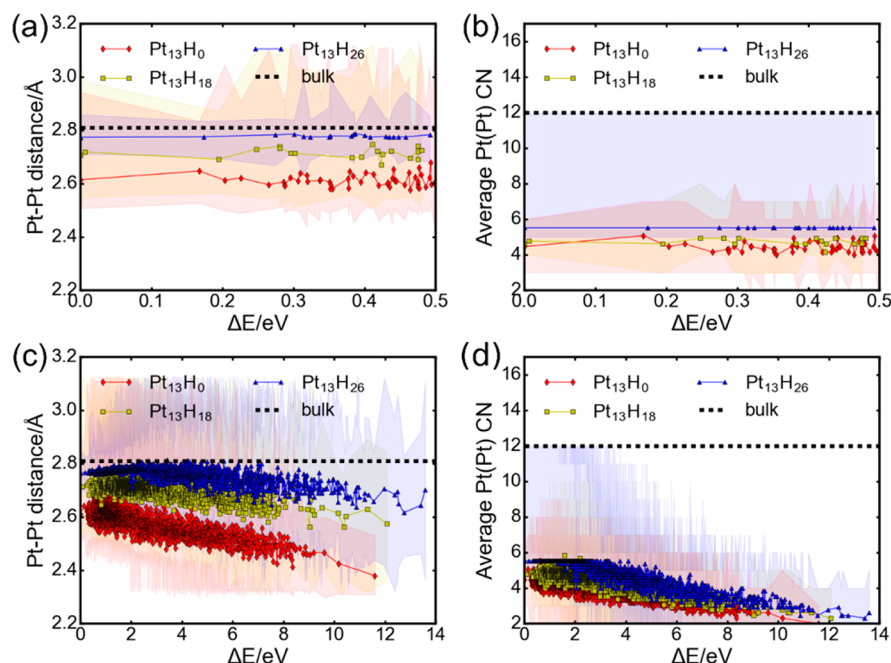 (a)
Pt-Pt distance/Å
3.2
3.0
2.8
2.6
2.4
2.2
Pt₁₃H₀
Pt₁₃H₂₆
Pt₁₃H₁₈
bulk
0.0 0.1 0.2 0.3 0.4 0.5
ΔE/eV
(b)
Average Pt(Pt) CN
16
14
12
10
8
6
4
2
Pt₁₃H₀
Pt₁₃H₂₆
Pt₁₃H₁₈
bulk
0.0 0.1 0.2 0.3 0.4 0.5
ΔE/eV
(c)
Pt-Pt distance/Å
3.2
3.0
2.8
2.6
2.4
2.2
Pt₁₃H₀
Pt₁₃H₂₆
Pt₁₃H₁₈
bulk
0 2 4 6 8 10 12 14
ΔE/eV
(d)
Average Pt(Pt) CN
16
14
12
10
8
6
4
2
Pt₁₃H₀
Pt₁₃H₂₆
Pt₁₃H₁₈
bulk
0 2 4 6 8 10 12 14
ΔE/eV